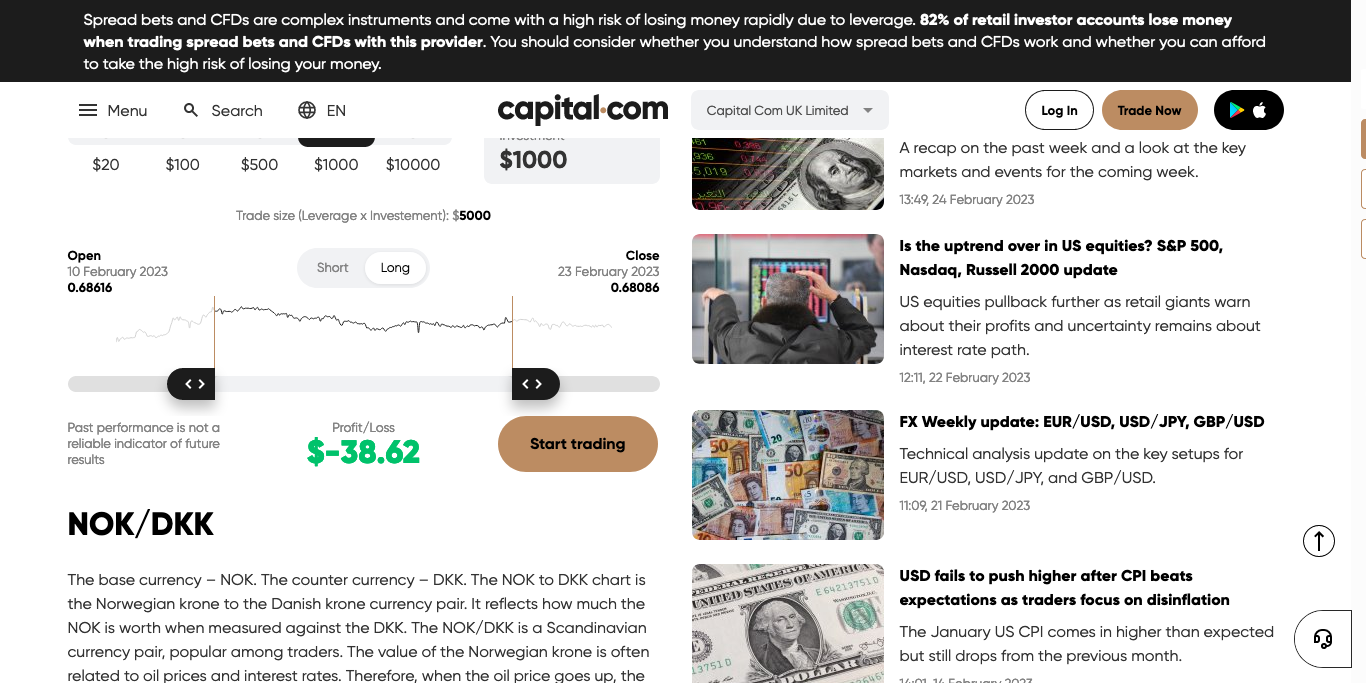 Spread bets and CFDs are complex instruments and come with a high risk of losing money rapidly due to leverage. 82% of retail investor accounts lose money
when trading spread bets and CFDs with this provider. You should consider whether you understand how spread bets and CFDs work and whether you can afford
to take the high risk of losing your money.
Menu
Search
EN
capital.com
Capital Com UK Limited
Log In
Trade Now
$20
$100
$500
$1000
$10000
Investment
$1000
Trade size (Leverage x Investement): $5000
Open
10 February 2023
0.68616
Short
Long
Close
23 February 2023
0.68086
Past performance is not a
reliable indicator of future
results
Profit/Loss
$-38.62
Start trading
NOK/DKK
The base currency – NOK. The counter currency – DKK. The NOK to DKK chart is
the Norwegian krone to the Danish krone currency pair. It reflects how much the
NOK is worth when measured against the DKK. The NOK/DKK is a Scandinavian
currency pair, popular among traders. The value of the Norwegian krone is often
related to oil prices and interest rates. Therefore, when the oil price goes up, the
A recap on the past week and a look at the key
markets and events for the coming week.
13:49, 24 February 2023
Is the uptrend over in US equities? S&P 500,
Nasdaq, Russell 2000 update
US equities pullback further as retail giants warn
about their profits and uncertainty remains about
interest rate path.
12:11, 22 February 2023
FX Weekly update: EUR/USD, USD/JPY, GBP/USD
Technical analysis update on the key setups for
EUR/USD, USD/JPY, and GBP/USD.
11:09, 21 February 2023
USD fails to push higher after CPI beats
expectations as traders focus on disinflation
The January US CPI comes in higher than expected
but still drops from the previous month.
14:01, 14 February 2023